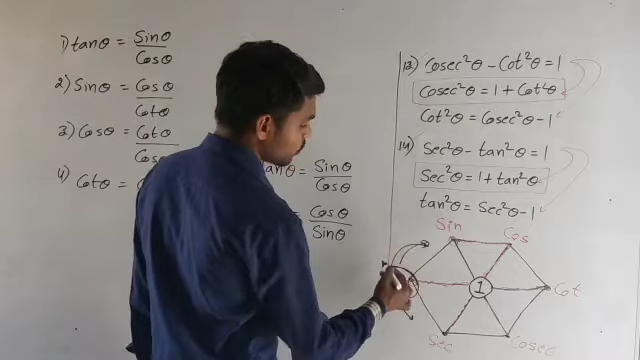 1) tanθ = Sinθ/Cosθ
2) Sinθ = Cosθ/Cotθ
3) Cosθ = Cotθ/Cose
4) Cotθ =
anθ = Sinθ/Cosθ
= Cosθ/Sinθ
13) Cosec²θ - Cot²θ = 1
Cosec²θ = 1 + Cot²θ
Cot²θ = Cosec²θ - 1
14) Sec²θ - tan²θ = 1
Sec²θ = 1 + tan²θ
tan²θ = Sec²θ - 1
Sin
Cos
1
Cot
Sec
Cosec